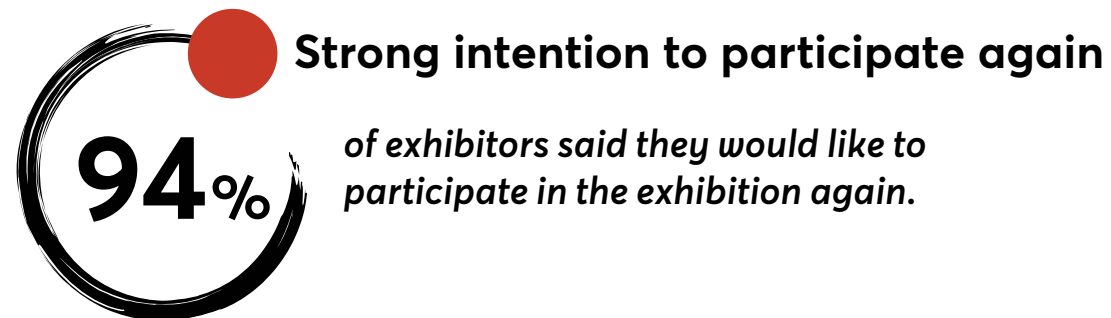 Strong intention to participate again
94%
of exhibitors said they would like to
participate in the exhibition again.